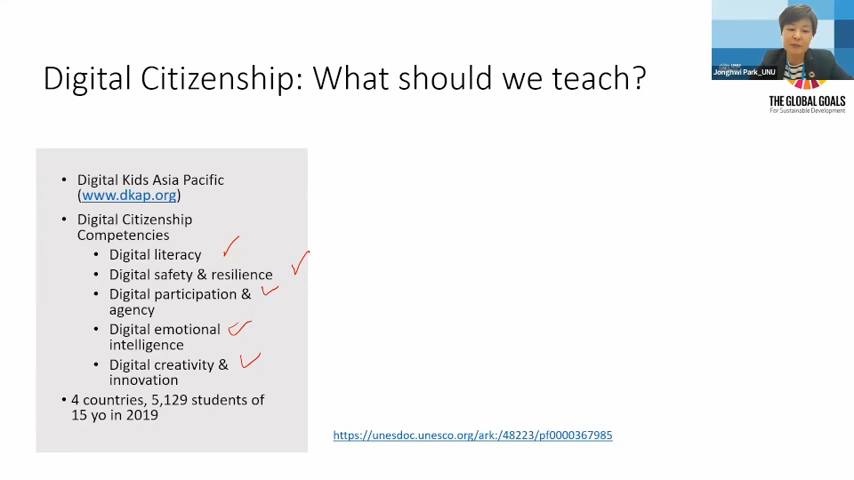 Jonghwi Park_UNU
Digital Citizenship: What should we teach?
THE GLOBAL GOALS
For Sustainable Development
• Digital Kids Asia Pacific
(www.dkap.org)
• Digital Citizenship
Competencies
• Digital literacy
• Digital safety & resilience
• Digital participation &
agency
• Digital emotional
intelligence
• Digital creativity &
innovation
• 4 countries, 5,129 students of
15 yo in 2019
https://unesdoc.unesco.org/ark:/48223/pf0000367985